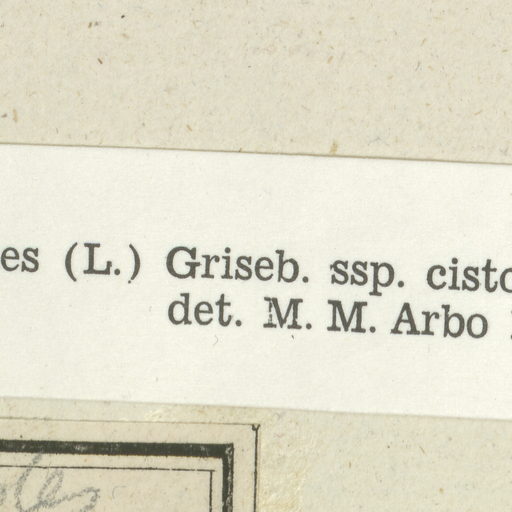 es (L.) Griseb. ssp. cisto
det. M. M. Arbo